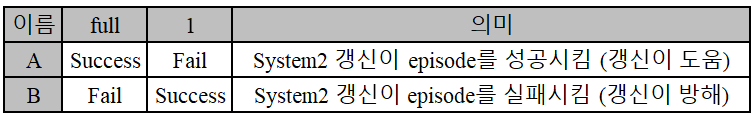 이름 full 1 의미
A Success Fail System2 갱신이 episode를 성공시킴 (갱신이 도움)
B Fail Success System2 갱신이 episode를 실패시킴 (갱신이 방해)